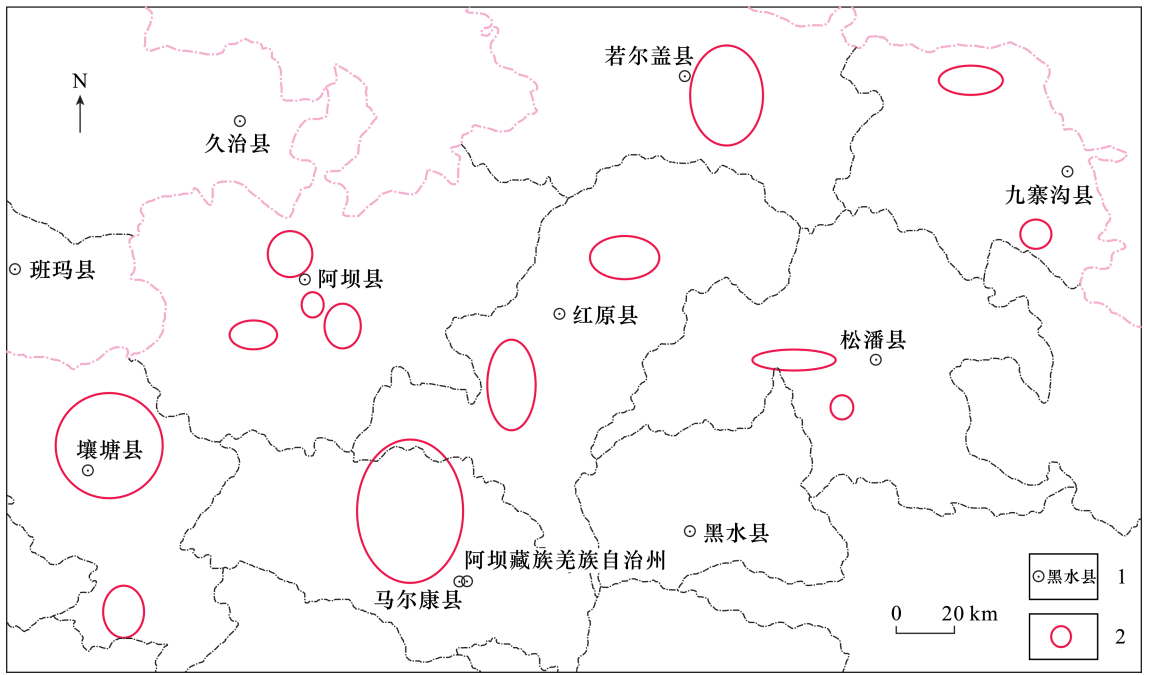 若尔盖县
N
久治县
九寨沟县
班玛县
阿坝县
红原县
松潘县
壤塘县
黑水县
阿坝藏族羌族自治州
马尔康县
黑水县 1
0 20 km
2